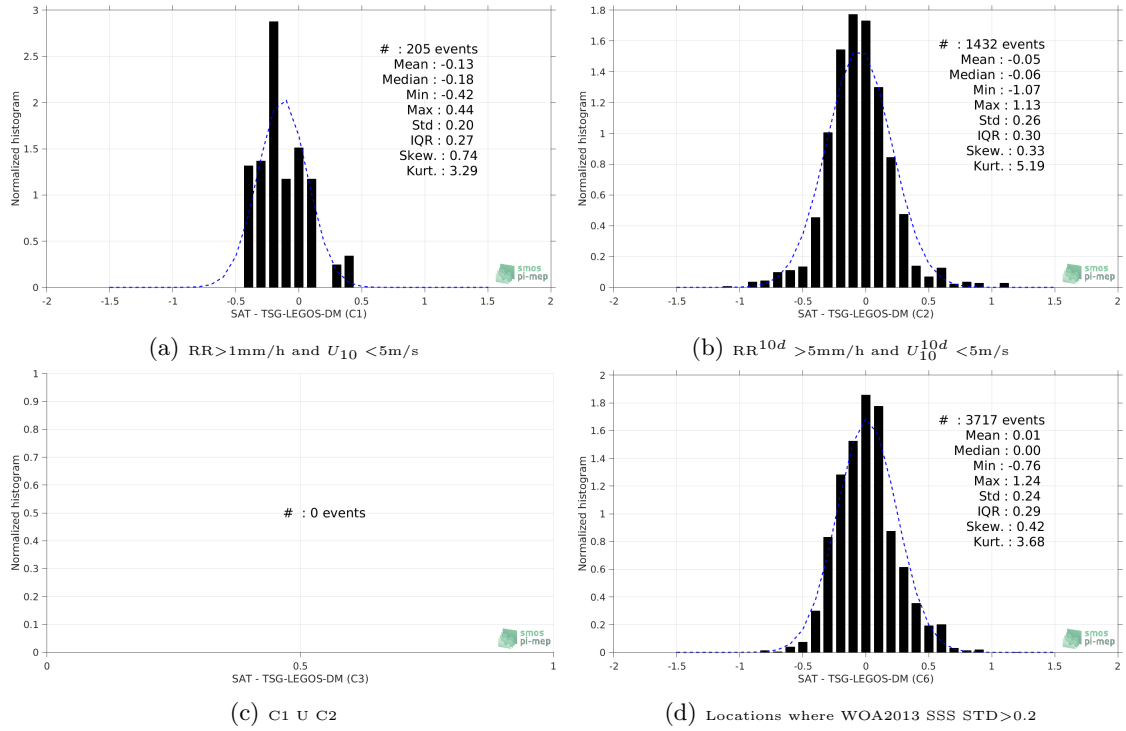 3
2.5
2
1.5
1
0.5
0
-2
-1.5
-1
-0.5
0
0.5
1
1.5
2
Normalized histogram
SAT - TSG-LEGOS-DM (C1)
# : 205 events
Mean : -0.13
Median : -0.18
Min : -0.42
Max : 0.44
Std : 0.20
IQR : 0.27
Skew. : 0.74
Kurt. : 3.29
smos
pi-mep
(a) RR>1mm/h and U10 <5m/s
1.8
1.6
1.4
1.2
1
0.8
0.6
0.4
0.2
0
-2
-1.5
-1
-0.5
0
0.5
1
1.5
2
Normalized histogram
SAT - TSG-LEGOS-DM (C2)
# : 1432 events
Mean : -0.05
Median : -0.06
Min : -1.07
Max : 1.13
Std : 0.26
IQR : 0.30
Skew. : 0.33
Kurt. : 5.19
smos
pi-mep
(b) RR^10d >5mm/h and U10^10d <5m/s
1
0.9
0.8
0.7
0.6
0.5
0.4
0.3
0.2
0.1
0
0
0.5
1
Normalized histogram
SAT - TSG-LEGOS-DM (C3)
# : 0 events
smos
pi-mep
(c) C1 U C2
2
1.8
1.6
1.4
1.2
1
0.8
0.6
0.4
0.2
0
-2
-1.5
-1
-0.5
0
0.5
1
1.5
2
Normalized histogram
SAT - TSG-LEGOS-DM (C6)
# : 3717 events
Mean : 0.01
Median : 0.00
Min : -0.76
Max : 1.24
Std : 0.24
IQR : 0.29
Skew. : 0.42
Kurt. : 3.68
smos
pi-mep
(d) Locations where WOA2013 SSS STD>0.2